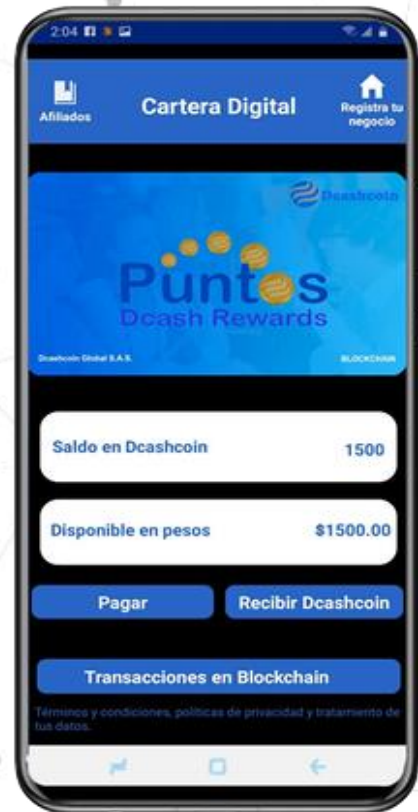 2:04
Afiliados
Cartera Digital
Registra tu
negocio
Dcashcoin
Puntos
Dcash Rewards
Dcashcoin Global S.A.S.
BLOCKCHAIN
Saldo en Dcashcoin
1500
Disponible en pesos
$1500.00
Pagar
Recibir Dcashcoin
Transacciones en Blockchain
Términos y condiciones, políticas de privacidad y tratamiento de
tus datos.